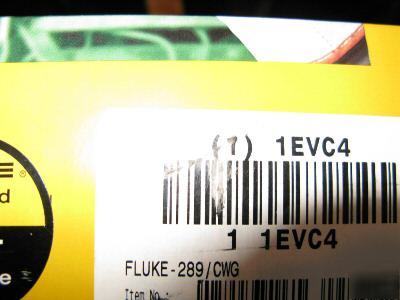 E®
d
e
(1) 1EVC4
1 1EVC4
FLUKE-289/CWG
Item No.: